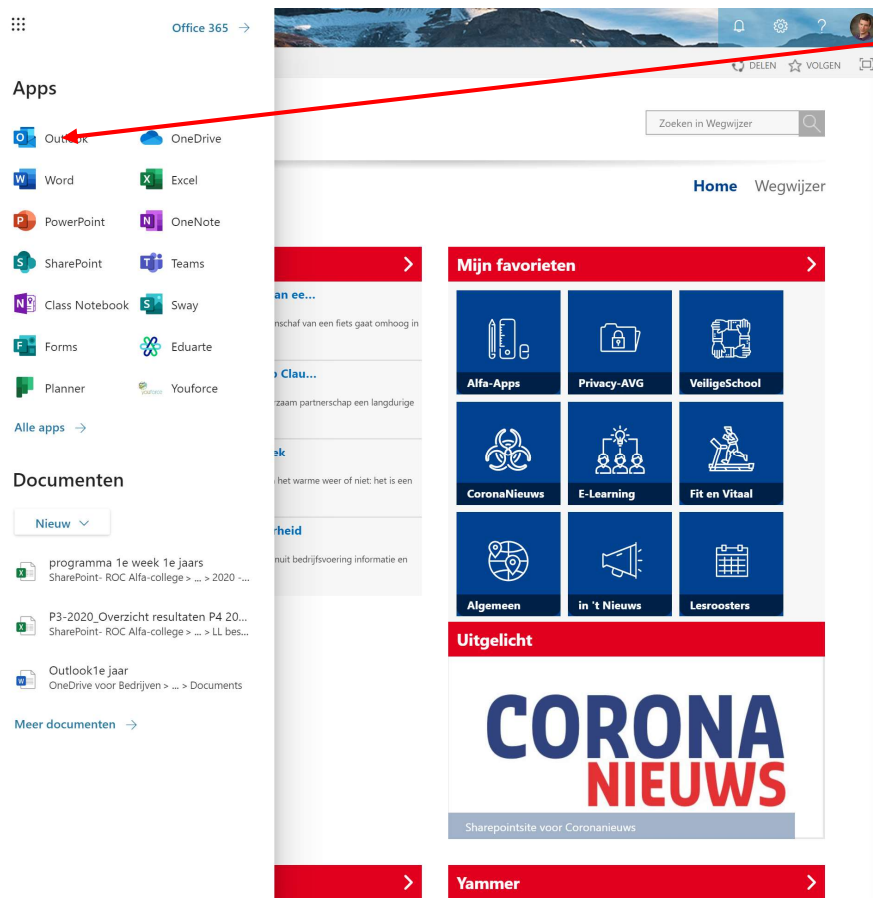 Office 365 →
DELEN VOLGEN
Apps
Outlook OneDrive
Word Excel
PowerPoint OneNote
SharePoint Teams
Class Notebook Sway
Forms Eduarte
Planner Youforce
Alle apps →
Documenten
Nieuw
programma 1e week 1e jaars
SharePoint- ROC Alfa-college > ... > 2020 -...
P3-2020_Overzicht resultaten P4 20...
SharePoint- ROC Alfa-college > ... > LL bes...
Outlook1e jaar
OneDrive voor Bedrijven > ... > Documents
Meer documenten →
Zoeken in Wegwijzer
Home Wegwijzer
an ee...
nschaf van een fiets gaat omhoog in
Clau...
rzaam partnerschap een langdurige
ek
het warme weer of niet: het is een
rheid
nuit bedrijfsvoering informatie en
Mijn favorieten
Alfa-Apps Privacy-AVG VeiligeSchool
CoronaNieuws E-Learning Fit en Vitaal
Algemeen in 't Nieuws Lesroosters
Uitgelicht
CORONA
NIEUWS
Sharepointsite voor Coronanieuws
Yammer